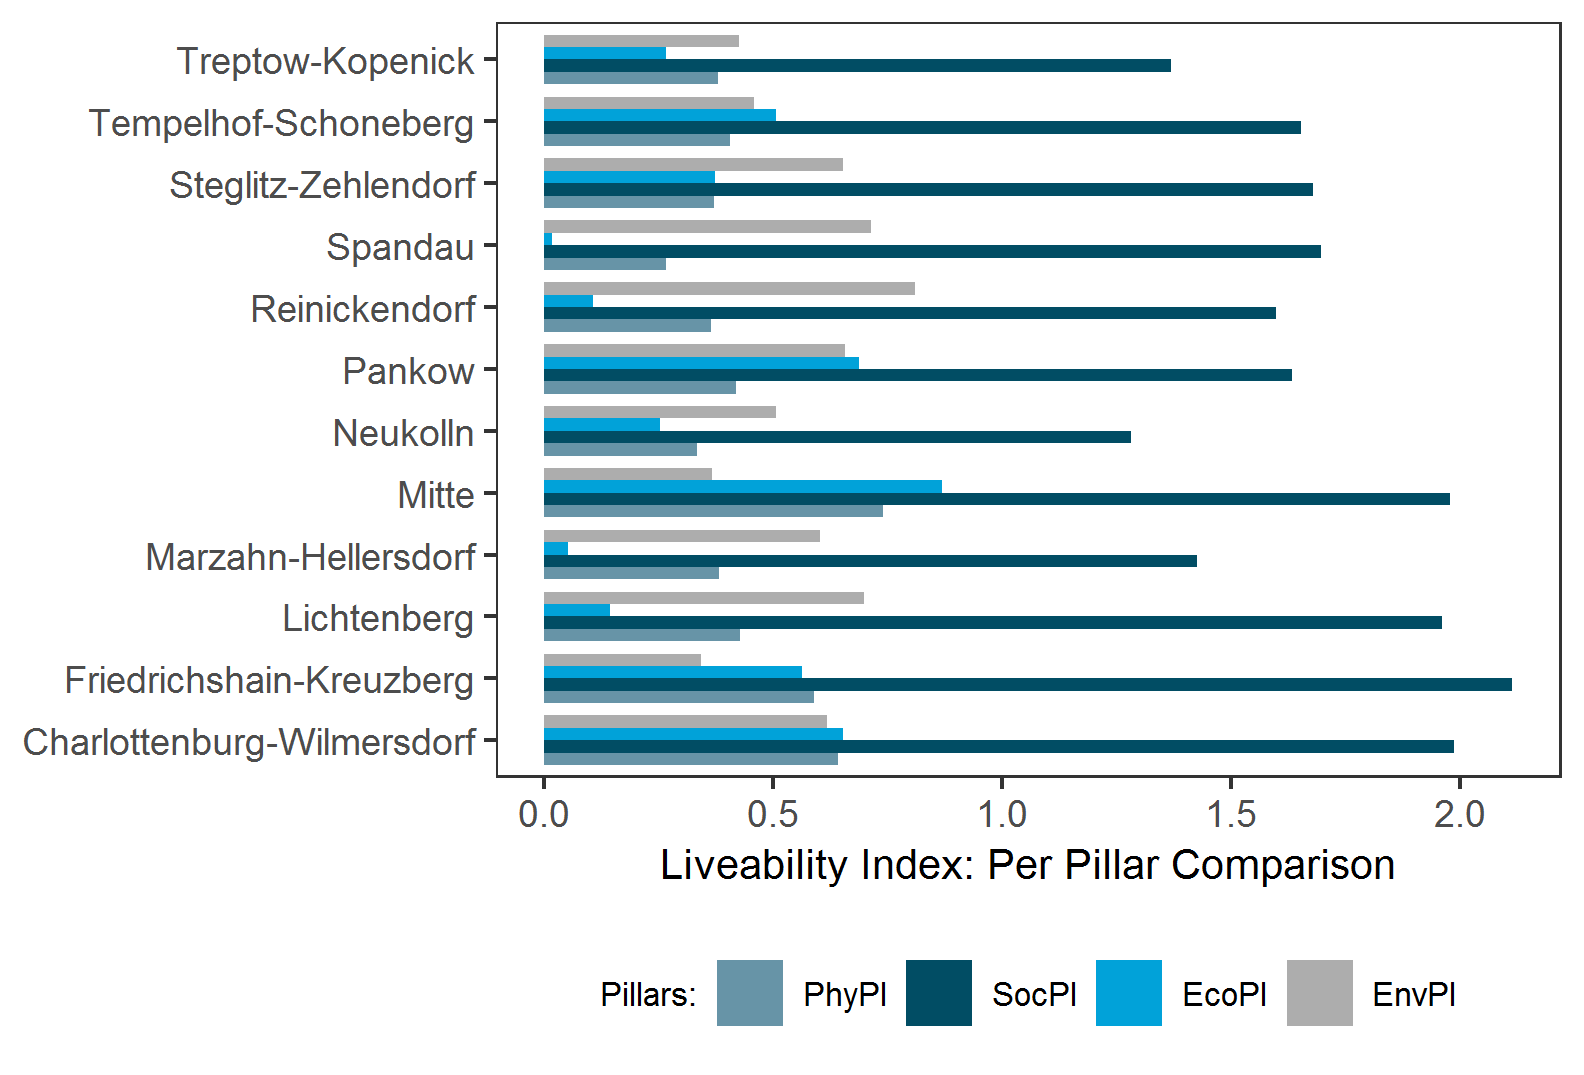 Treptow-Kopenick
Tempelhof-Schoneberg
Steglitz-Zehlendorf
Spandau
Reinickendorf
Pankow
Neukolln
Mitte
Marzahn-Hellersdorf
Lichtenberg
Friedrichshain-Kreuzberg
Charlottenburg-Wilmersdorf
0.0 0.5 1.0 1.5 2.0
Liveability Index: Per Pillar Comparison
Pillars: PhyPI SocPI EcoPI EnvPI